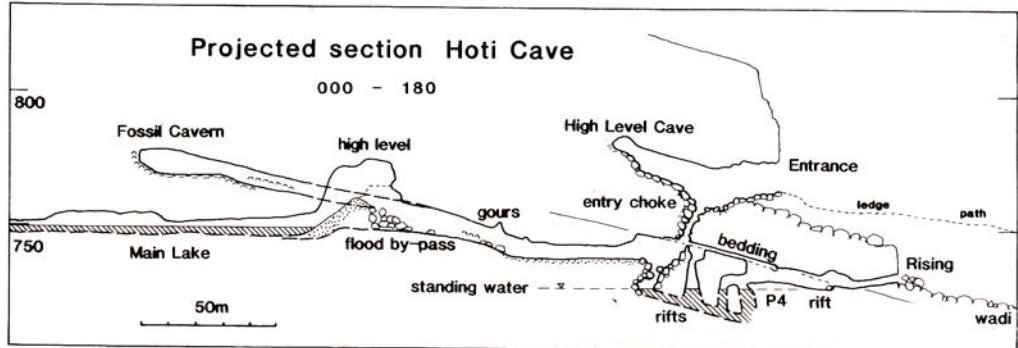 Projected section Hoti Cave
000 - 180
800
Fossil Cavern
high level
High Level Cave
Entrance
entry choke
ledge
path
gours
750
Main Lake
flood by-pass
bedding
Rising
standing water
P4
rift
rifts
wadi
50m